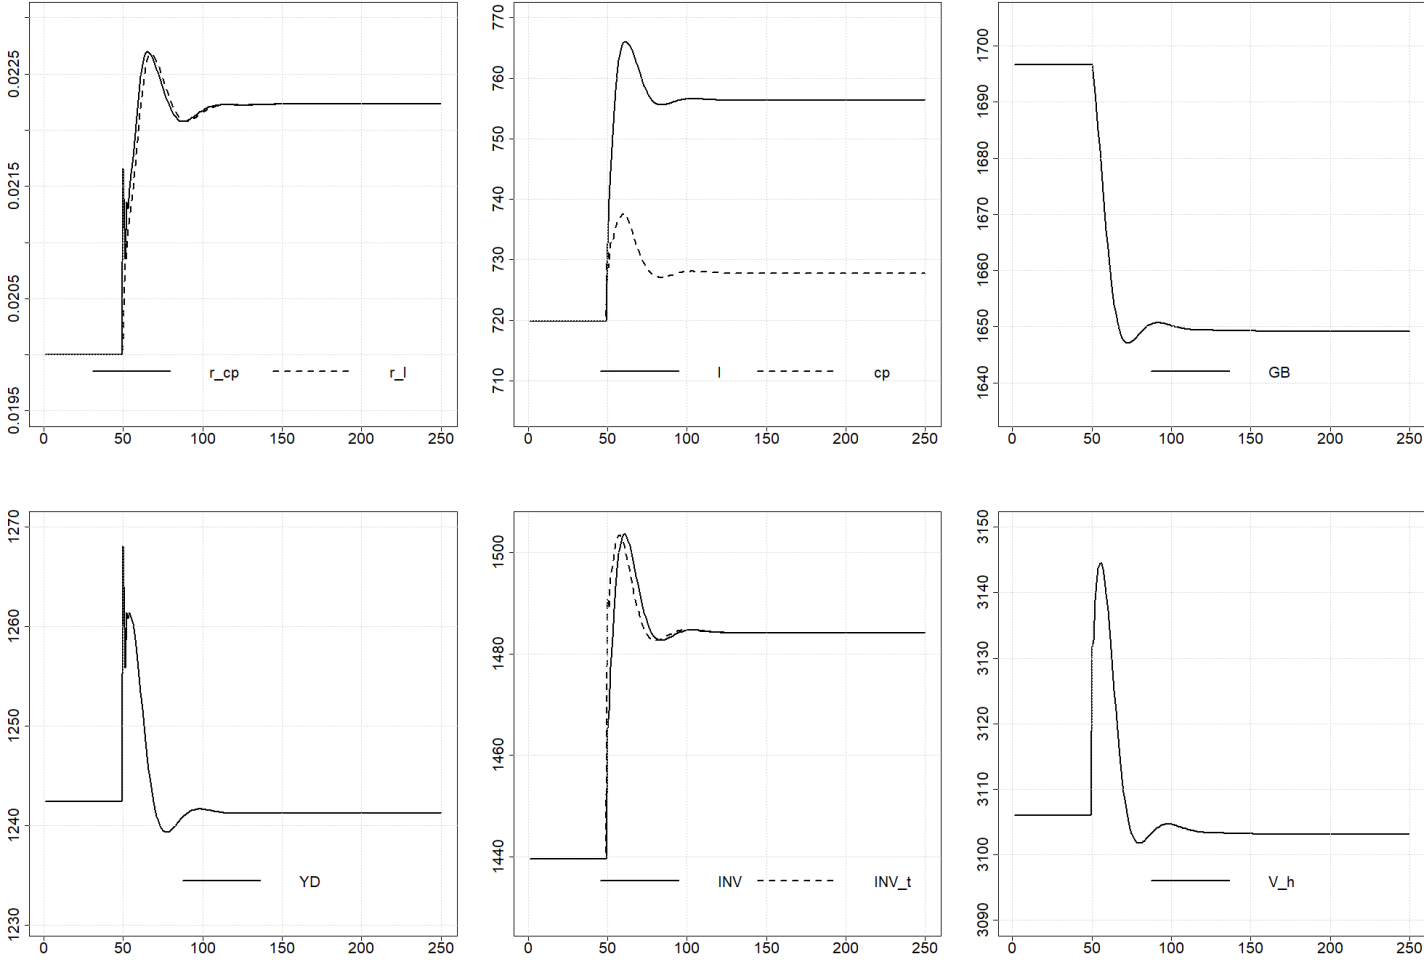 0.0195 0.0205 0.0215 0.0225
0 50 100 150 200 250
r_cp r_l
710 720 730 740 750 760 770
0 50 100 150 200 250
l cp
1640 1650 1660 1670 1680 1690 1700
0 50 100 150 200 250
GB
1230 1240 1250 1260 1270
0 50 100 150 200 250
YD
1440 1460 1480 1500
0 50 100 150 200 250
INV INV_t
3090 3100 3110 3120 3130 3140 3150
0 50 100 150 200 250
V_h